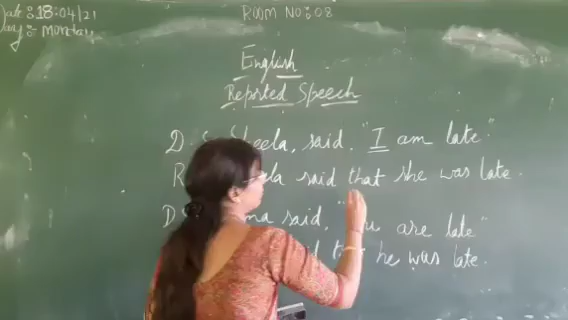 Date :- 18:04/21
ROOM NO:08
Day :- Monday
English
Reported Speech
D. S. Sheela, said, "I am late."
R said that she was late.
D said, are late"
he was late.